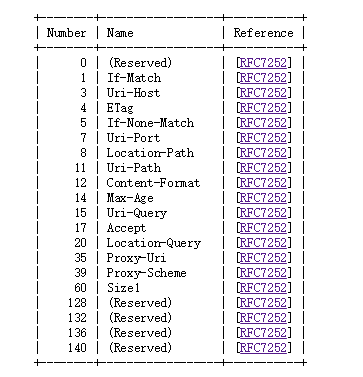 +--------+------------------+-----------+
| Number | Name             | Reference |
+--------+------------------+-----------+
|      0 | (Reserved)       | [RFC7252] |
|      1 | If-Match         | [RFC7252] |
|      3 | Uri-Host         | [RFC7252] |
|      4 | ETag             | [RFC7252] |
|      5 | If-None-Match    | [RFC7252] |
|      7 | Uri-Port         | [RFC7252] |
|      8 | Location-Path    | [RFC7252] |
|     11 | Uri-Path         | [RFC7252] |
|     12 | Content-Format   | [RFC7252] |
|     14 | Max-Age          | [RFC7252] |
|     15 | Uri-Query        | [RFC7252] |
|     17 | Accept           | [RFC7252] |
|     20 | Location-Query   | [RFC7252] |
|     35 | Proxy-Uri        | [RFC7252] |
|     39 | Proxy-Scheme     | [RFC7252] |
|     60 | Size1            | [RFC7252] |
|    128 | (Reserved)       | [RFC7252] |
|    132 | (Reserved)       | [RFC7252] |
|    136 | (Reserved)       | [RFC7252] |
|    140 | (Reserved)       | [RFC7252] |
+--------+------------------+-----------+